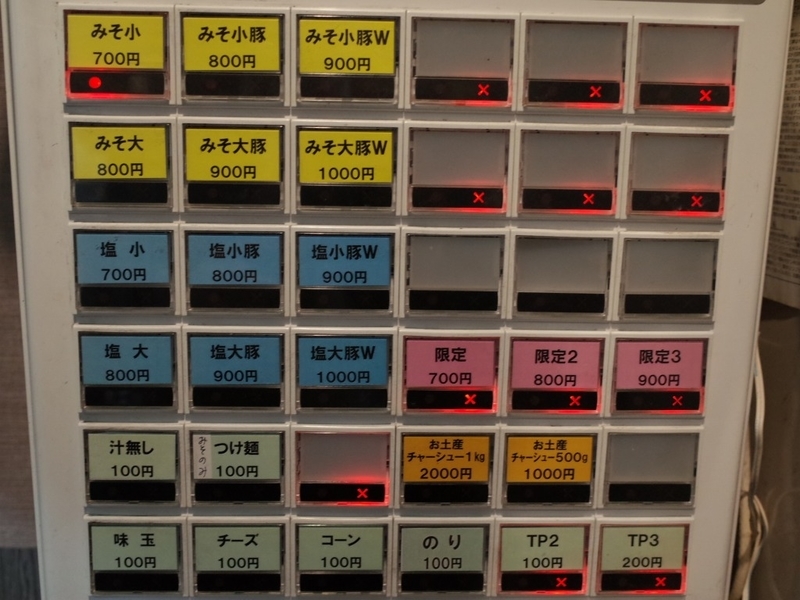 みそ小
700円
みそ小豚
800円
みそ小豚W
900円
みそ大
800円
みそ大豚
900円
みそ大豚W
1000円
塩 小
700円
塩小豚
800円
塩小豚W
900円
塩 大
800円
塩大豚
900円
塩大豚W
1000円
限定
700円
限定2
800円
限定3
900円
汁無し
100円
みそのみ
つけ麺
100円
お土産
チャーシュー1kg
2000円
お土産
チャーシュー500g
1000円
味 玉
100円
チーズ
100円
コーン
100円
のり
100円
TP2
100円
TP3
200円